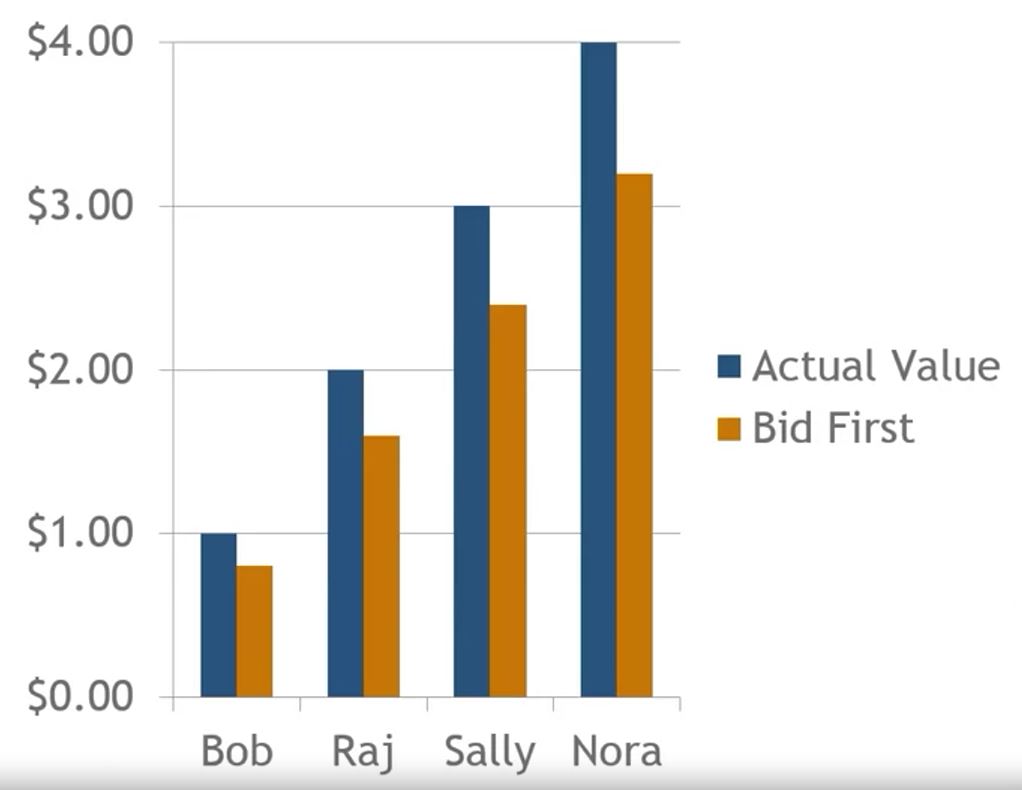 $4.00
$3.00
$2.00
$1.00
$0.00
Bob Raj Sally Nora
Actual Value
Bid First